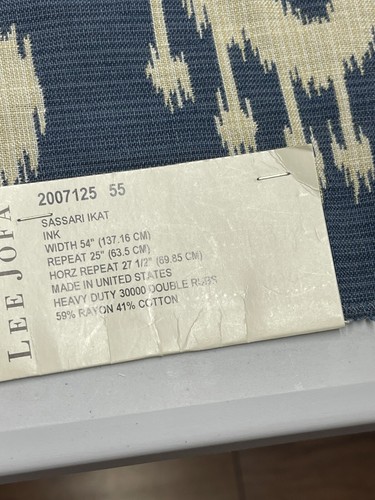 LEE JOFA
2007125 55
SASSARI IKAT
INK
WIDTH 54" (137.16 CM)
REPEAT 25" (63.5 CM)
HORZ REPEAT 27 1/2" (69.85 CM)
MADE IN UNITED STATES
HEAVY DUTY 30000 DOUBLE RUBS
59% RAYON 41% COTTON